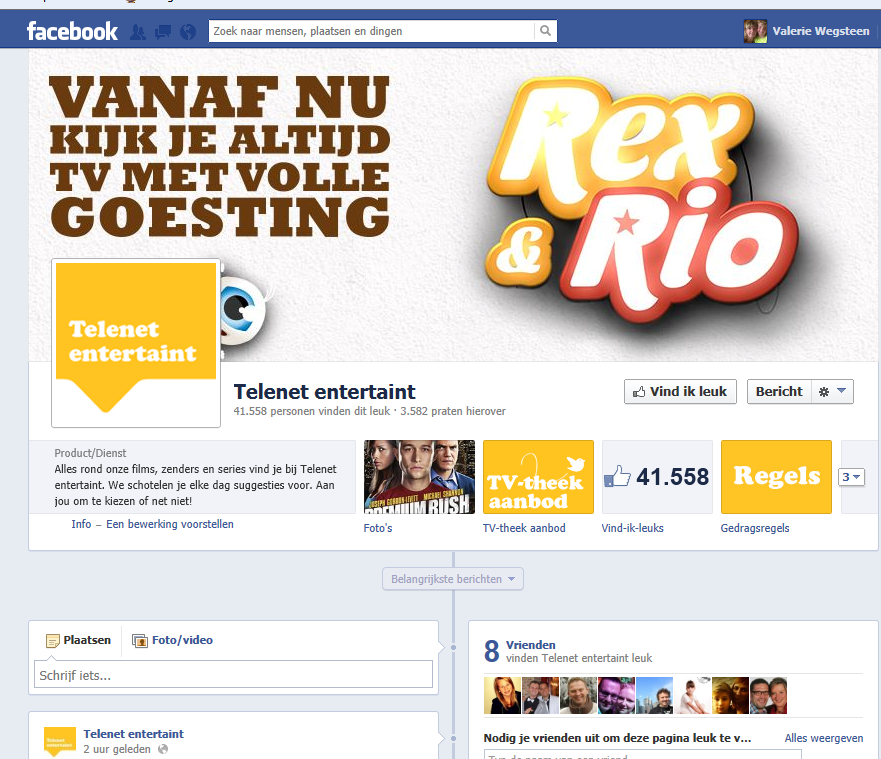 facebook
Zoek naar mensen, plaatsen en dingen
Valerie Wegsteen
VANAF NU
KIJK JE ALTIJD
TV MET VOLLE
GOESTING
Rex
& Rio
Telenet
entertaint
Telenet entertaint
41.558 personen vinden dit leuk · 3.582 praten hierover
Vind ik leuk
Bericht
Product/Dienst
Alles rond onze films, zenders en series vind je bij Telenet
entertaint. We schotelen je elke dag suggesties voor. Aan
jou om te kiezen of net niet!
Info – Een bewerking voorstellen
JOSEPH GORDON-LEVITT MICHAEL SHANNON
PREMIUM RUSH
Foto's
TV-theek
aanbod
TV-theek aanbod
41.558
Vind-ik-leuks
Regels
Gedragsregels
3
Belangrijkste berichten
Plaatsen
Foto/video
Schrijf iets...
Telenet
entertaint
Telenet entertaint
2 uur geleden
8 Vrienden
vinden Telenet entertaint leuk
Nodig je vrienden uit om deze pagina leuk te v...
Alles weergeven